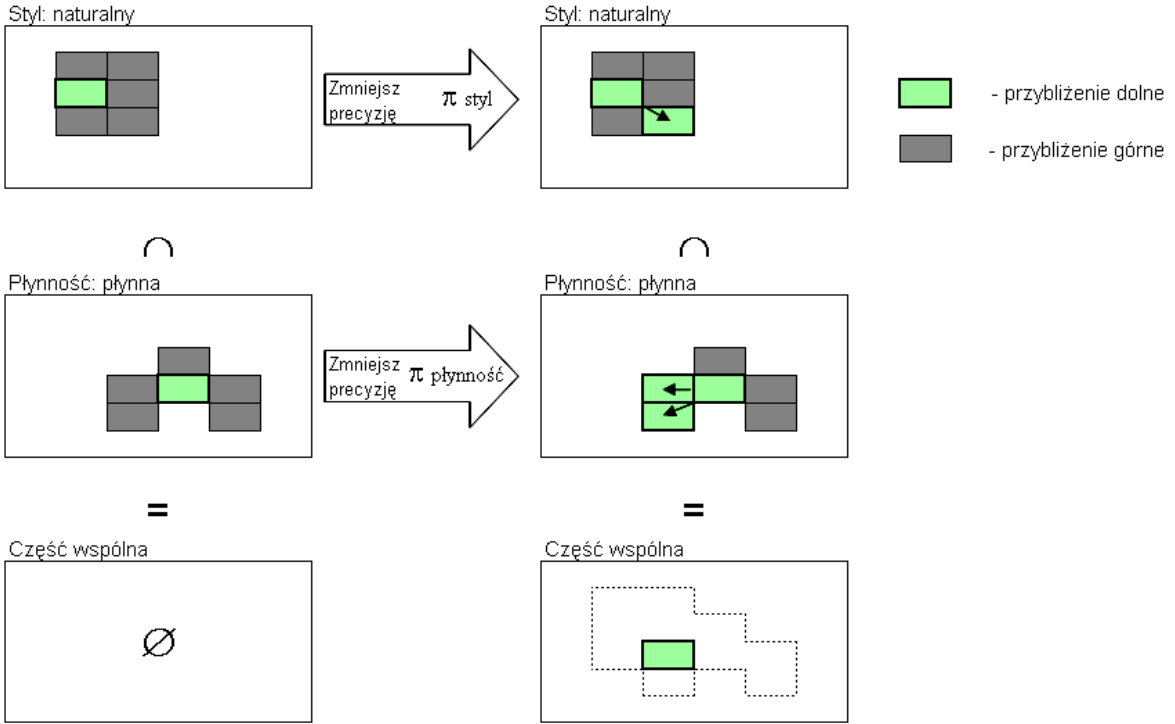 Styl: naturalny
Styl: naturalny
Zmniejsz
precyzję
π styl
- przybliżenie dolne
- przybliżenie górne
∩
∩
Płynność: płynna
Płynność: płynna
Zmniejsz
precyzję
π płynność
=
=
Część wspólna
Część wspólna
∅